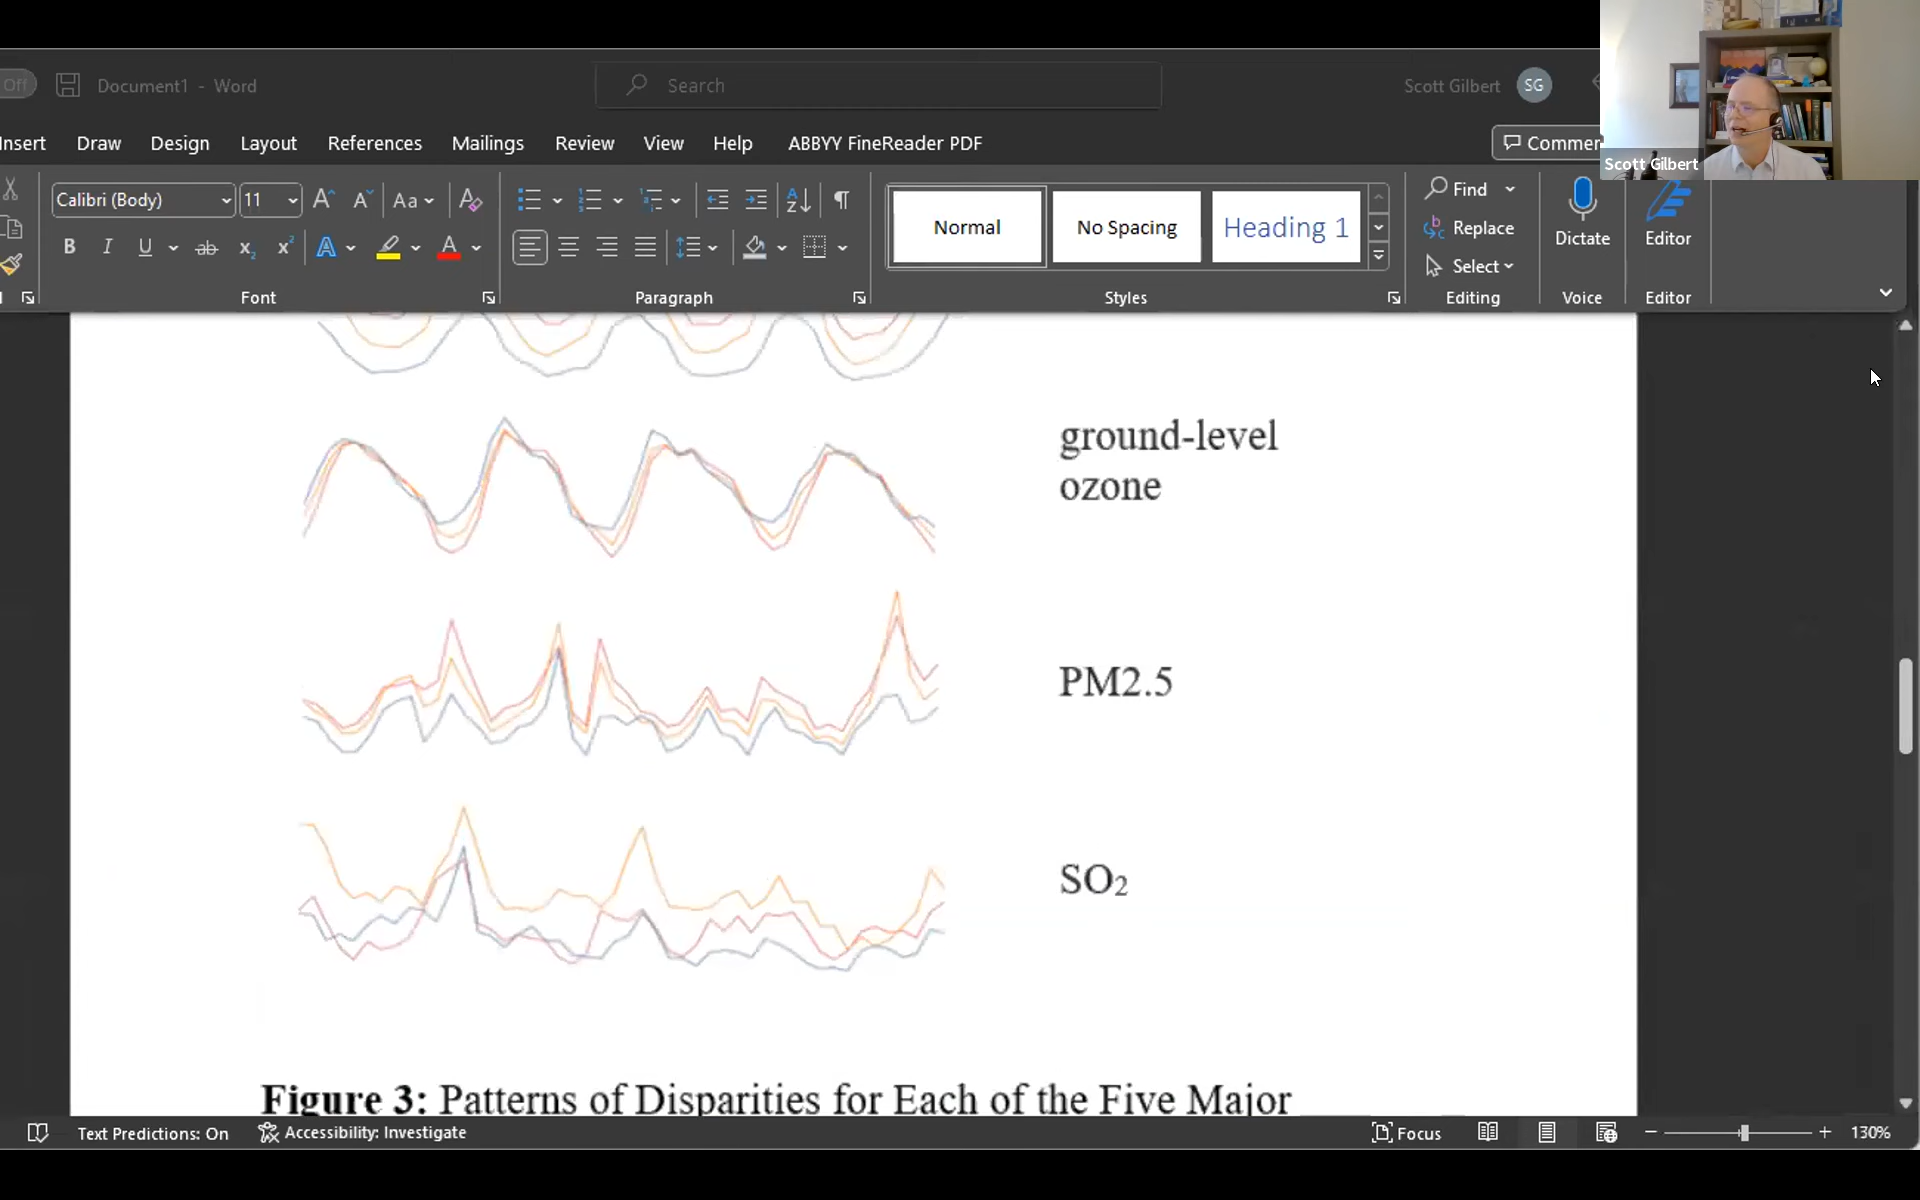 Off
Document1 - Word
Search
Scott Gilbert
SG
Insert
Draw
Design
Layout
References
Mailings
Review
View
Help
ABBYY FineReader PDF
Scott Gilbert
Calibri (Body)
11
Aa
Normal
No Spacing
Heading 1
Find
Replace
Select
Dictate
Editor
Font
Paragraph
Styles
Editing
Voice
Editor
ground-level
ozone
PM2.5
SO₂
Figure 3: Patterns of Disparities for Each of the Five Major
Text Predictions: On
Accessibility: Investigate
Focus
130%